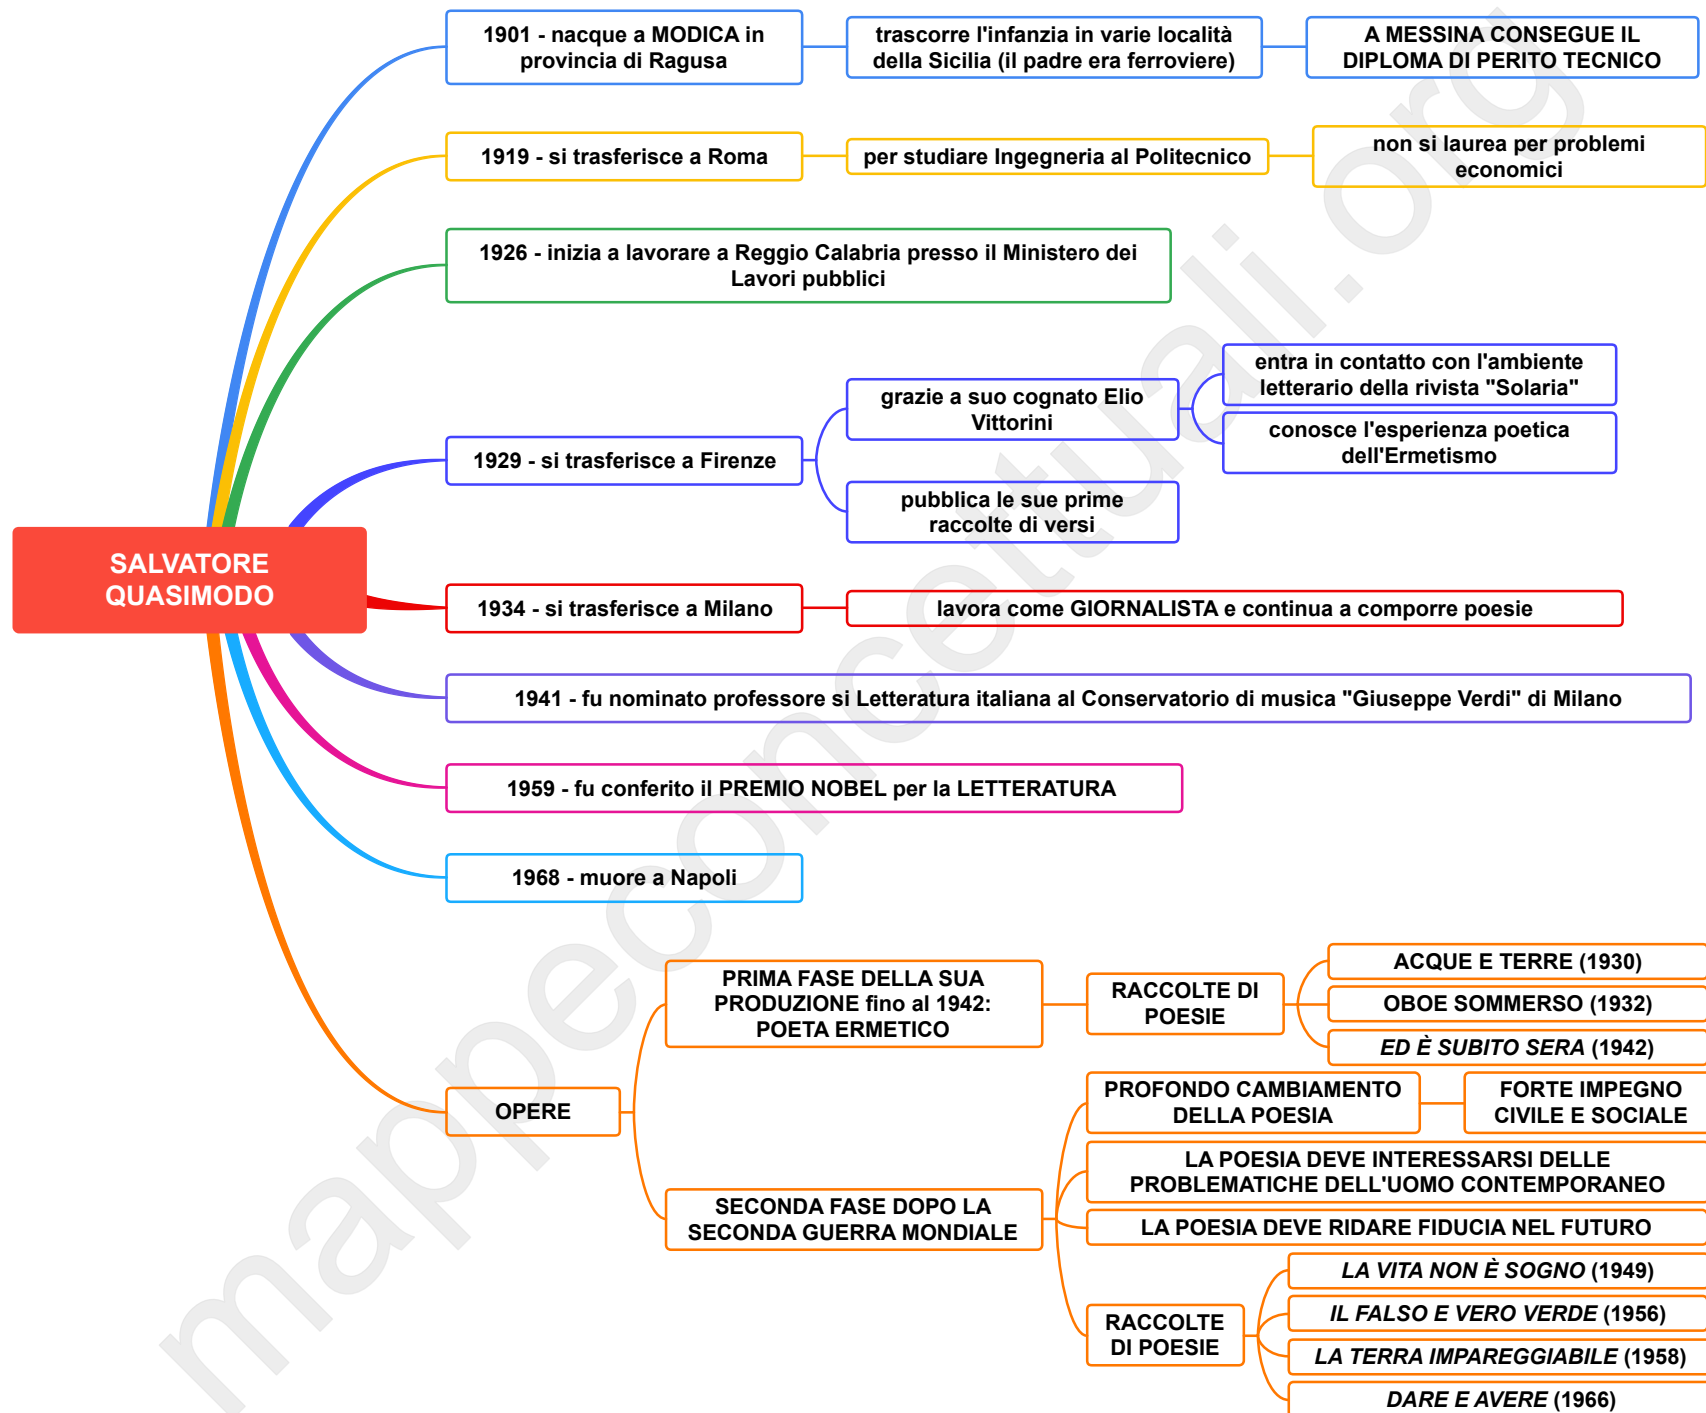 1901 - nacque a MODICA in
provincia di Ragusa
trascorre l'infanzia in varie località
della Sicilia (il padre era ferroviere)
A MESSINA CONSEGUE IL
DIPLOMA DI PERITO TECNICO
1919 - si trasferisce a Roma
per studiare Ingegneria al Politecnico
non si laurea per problemi
economici
1926 - inizia a lavorare a Reggio Calabria presso il Ministero dei
Lavori pubblici
1929 - si trasferisce a Firenze
grazie a suo cognato Elio
Vittorini
entra in contatto con l'ambiente
letterario della rivista "Solaria"
conosce l'esperienza poetica
dell'Ermetismo
pubblica le sue prime
raccolte di versi
SALVATORE
QUASIMODO
1934 - si trasferisce a Milano
lavora come GIORNALISTA e continua a comporre poesie
1941 - fu nominato professore si Letteratura italiana al Conservatorio di musica "Giuseppe Verdi" di Milano
1959 - fu conferito il PREMIO NOBEL per la LETTERATURA
1968 - muore a Napoli
OPERE
PRIMA FASE DELLA SUA
PRODUZIONE fino al 1942:
POETA ERMETICO
RACCOLTE DI
POESIE
ACQUE E TERRE (1930)
OBOE SOMMERSO (1932)
ED È SUBITO SERA (1942)
SECONDA FASE DOPO LA
SECONDA GUERRA MONDIALE
PROFONDO CAMBIAMENTO
DELLA POESIA
FORTE IMPEGNO
CIVILE E SOCIALE
LA POESIA DEVE INTERESSARSI DELLE
PROBLEMATICHE DELL'UOMO CONTEMPORANEO
LA POESIA DEVE RIDARE FIDUCIA NEL FUTURO
RACCOLTE
DI POESIE
LA VITA NON È SOGNO (1949)
IL FALSO E VERO VERDE (1956)
LA TERRA IMPAREGGIABILE (1958)
DARE E AVERE (1966)
mappeconcettuali.org